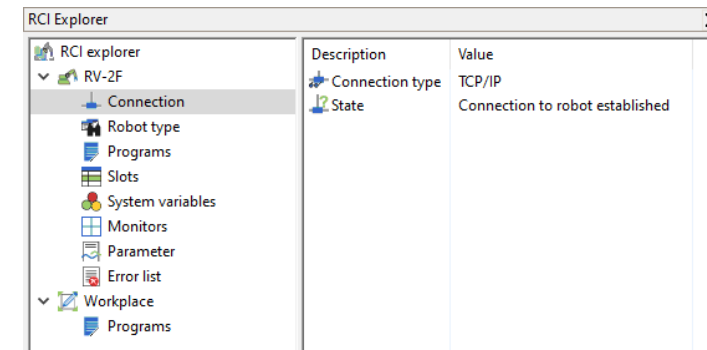 RCI Explorer
RCI explorer
RV-2F
Connection
Robot type
Programs
Slots
System variables
Monitors
Parameter
Error list
Workplace
Programs
Description Value
Connection type TCP/IP
State Connection to robot established